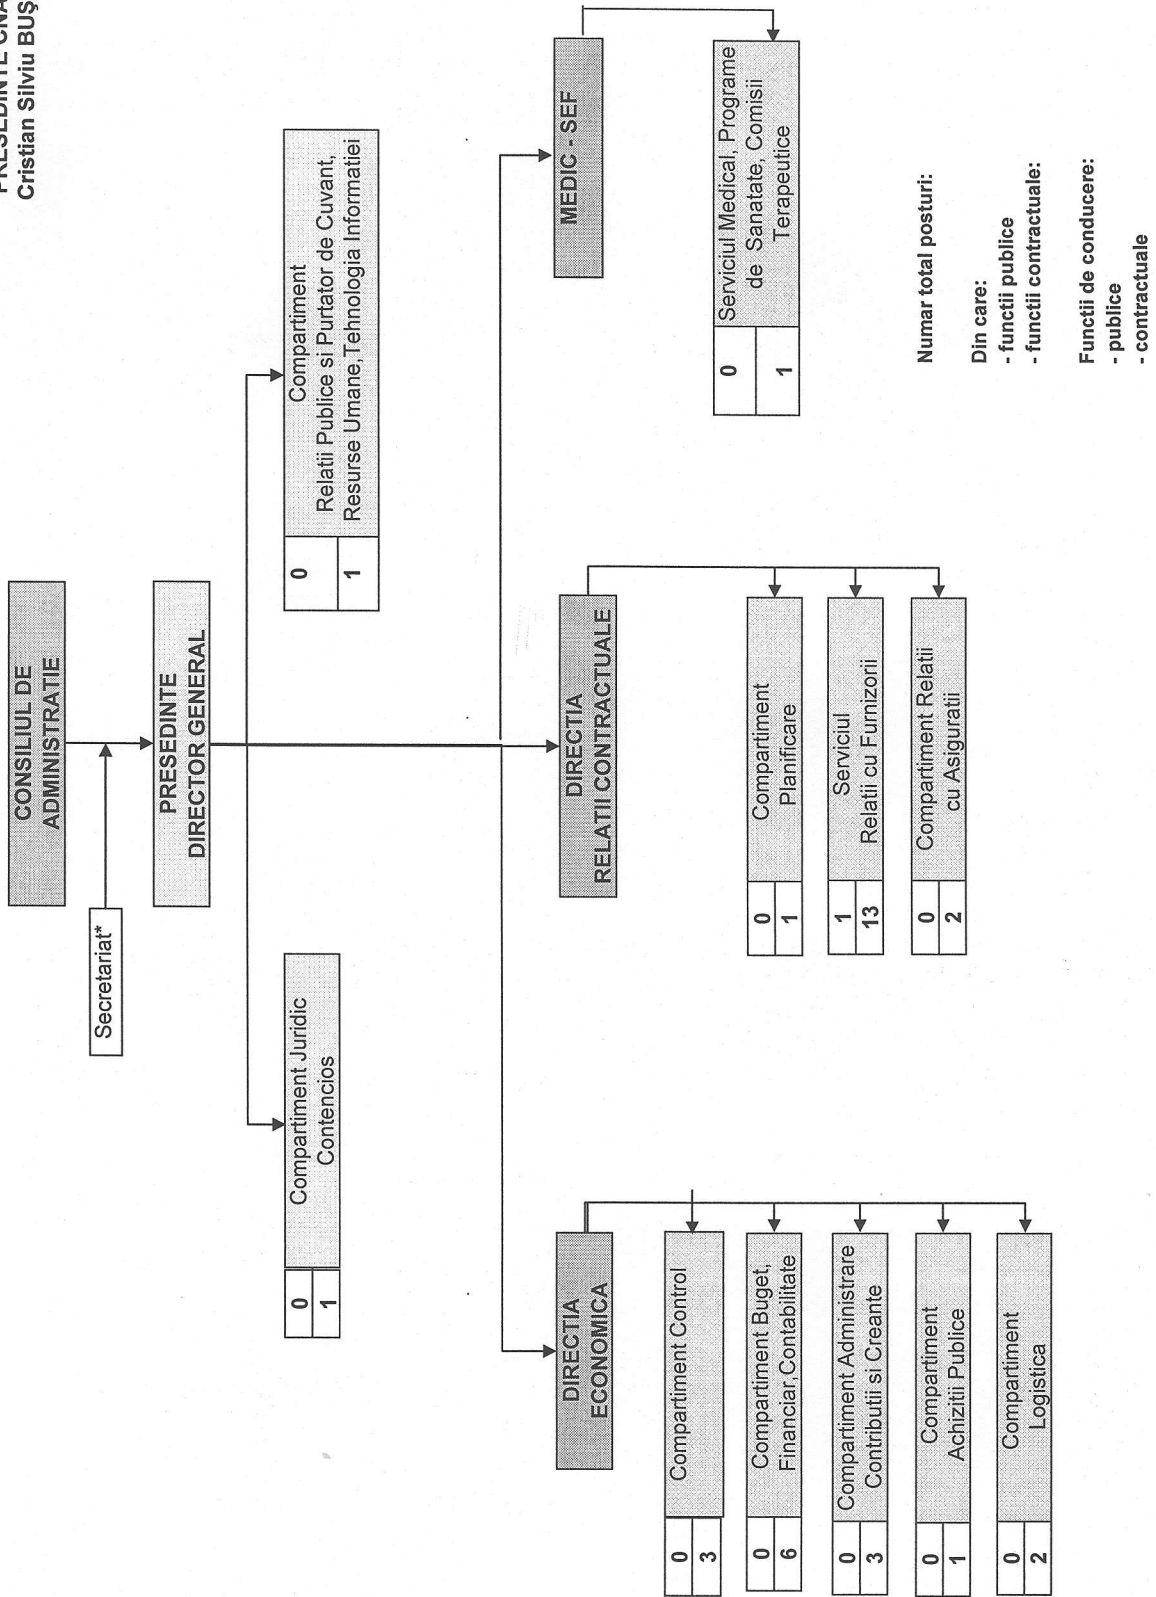 PRESEDINTE CNA
Cristian Silviu BUŞ
CONSILIUL DE
ADMINISTRATIE
Secretariat*
PRESEDINTE
DIRECTOR GENERAL
0
1
Compartiment Juridic
Contencios
0
1
Compartiment
Relatii Publice si Purtator de Cuvant,
Resurse Umane,Tehnologia Informatiei
DIRECTIA
ECONOMICA
0
3
Compartiment Control
0
6
Compartiment Buget,
Financiar,Contabilitate
0
3
Compartiment Administrare
Contributii si Creante
0
1
Compartiment
Achizitii Publice
0
2
Compartiment
Logistica
DIRECTIA
RELATII CONTRACTUALE
0
1
Compartiment
Planificare
1
13
Serviciul
Relatii cu Furnizorii
0
2
Compartiment Relatii
cu Asiguratii
MEDIC - SEF
0
1
Serviciul Medical, Programe
de Sanatate, Comisii
Terapeutice
Numar total posturi:
Din care:
- functii publice
- functii contractuale:
Functii de conducere:
- publice
- contractuale